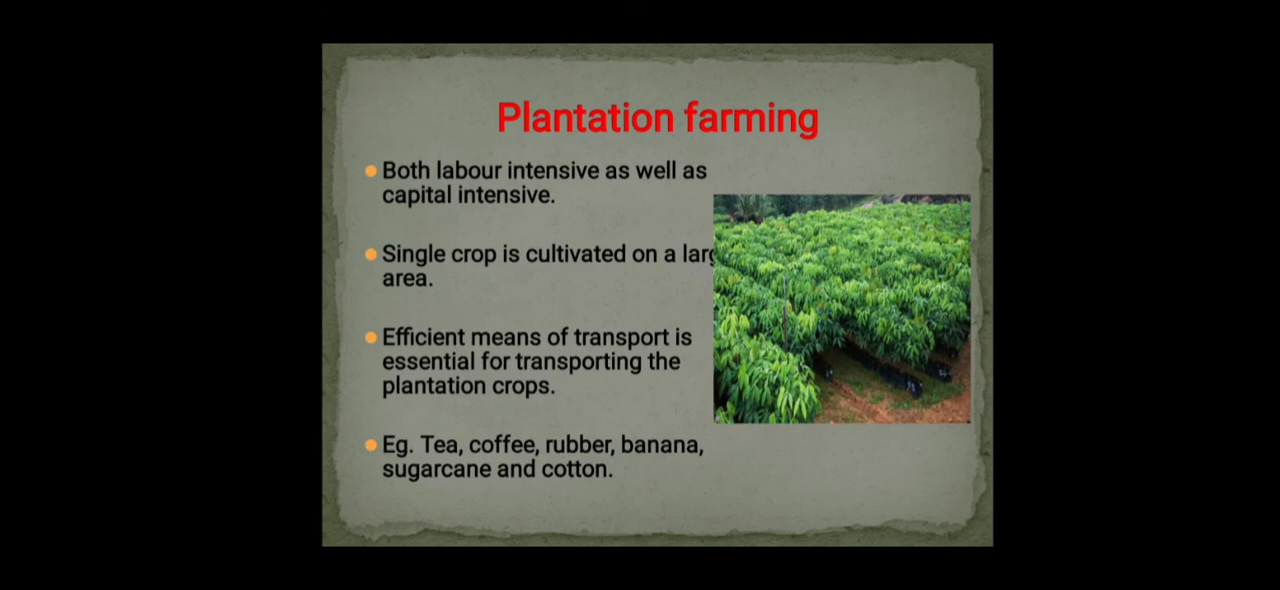 Plantation farming
Both labour intensive as well as
capital intensive.
Single crop is cultivated on a
area.
Efficient means of transport is
essential for transporting the
plantation crops.
Eg. Tea, coffee, rubber, banana,
sugarcane and cotton.